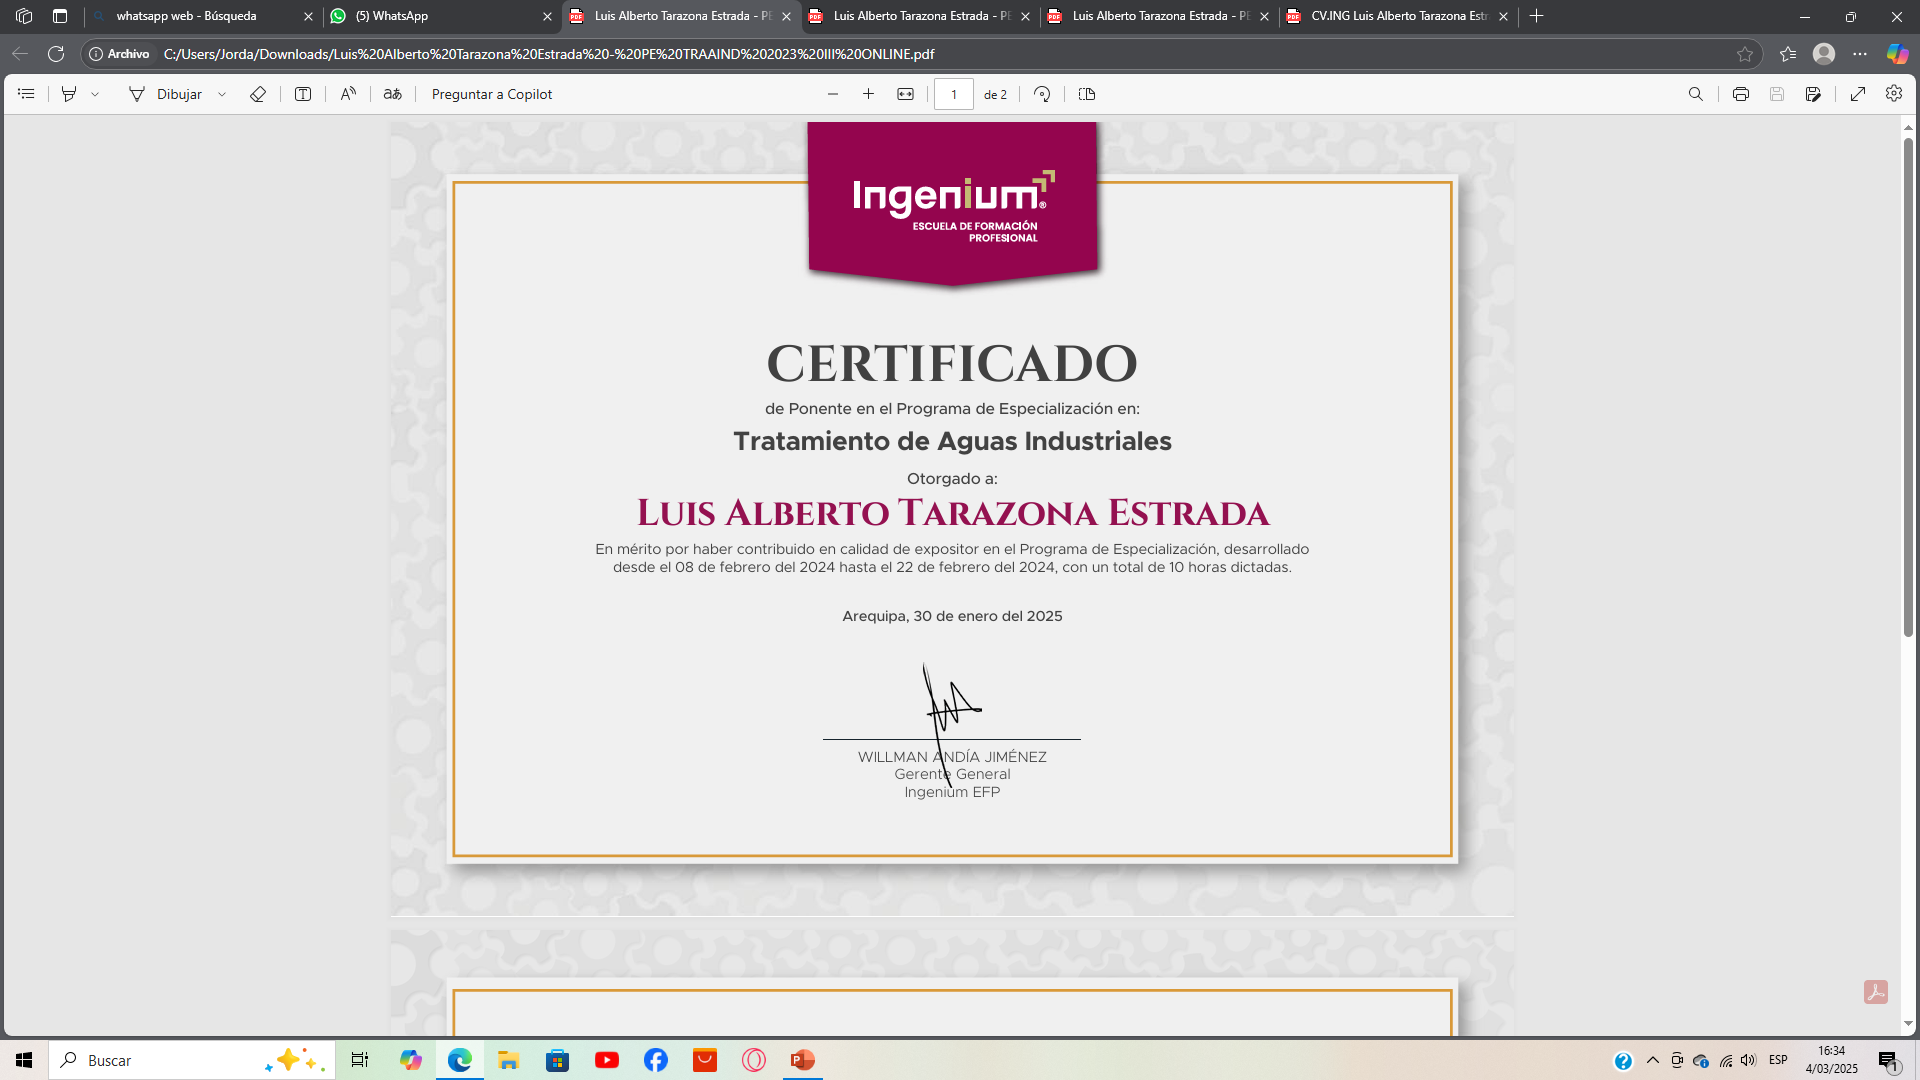 whatsapp web - Búsqueda
(5) WhatsApp
Luis Alberto Tarazona Estrada - PE
Luis Alberto Tarazona Estrada - PE
Luis Alberto Tarazona Estrada - PE
CV.ING Luis Alberto Tarazona Estr
Archivo
C:/Users/Jorda/Downloads/Luis%20Alberto%20Tarazona%20Estrada%20-%20PE%20TRAAIND%202023%20III%20ONLINE.pdf
Dibujar
Preguntar a Copilot
1
de 2
Ingenium®
ESCUELA DE FORMACIÓN
PROFESIONAL
CERTIFICADO
de Ponente en el Programa de Especialización en:
Tratamiento de Aguas Industriales
Otorgado a:
Luis Alberto Tarazona Estrada
En mérito por haber contribuido en calidad de expositor en el Programa de Especialización, desarrollado
desde el 08 de febrero del 2024 hasta el 22 de febrero del 2024, con un total de 10 horas dictadas.
Arequipa, 30 de enero del 2025
WILLMAN ANDÍA JIMÉNEZ
Gerente General
Ingenium EFP
Buscar
ESP
16:34
4/03/2025
1